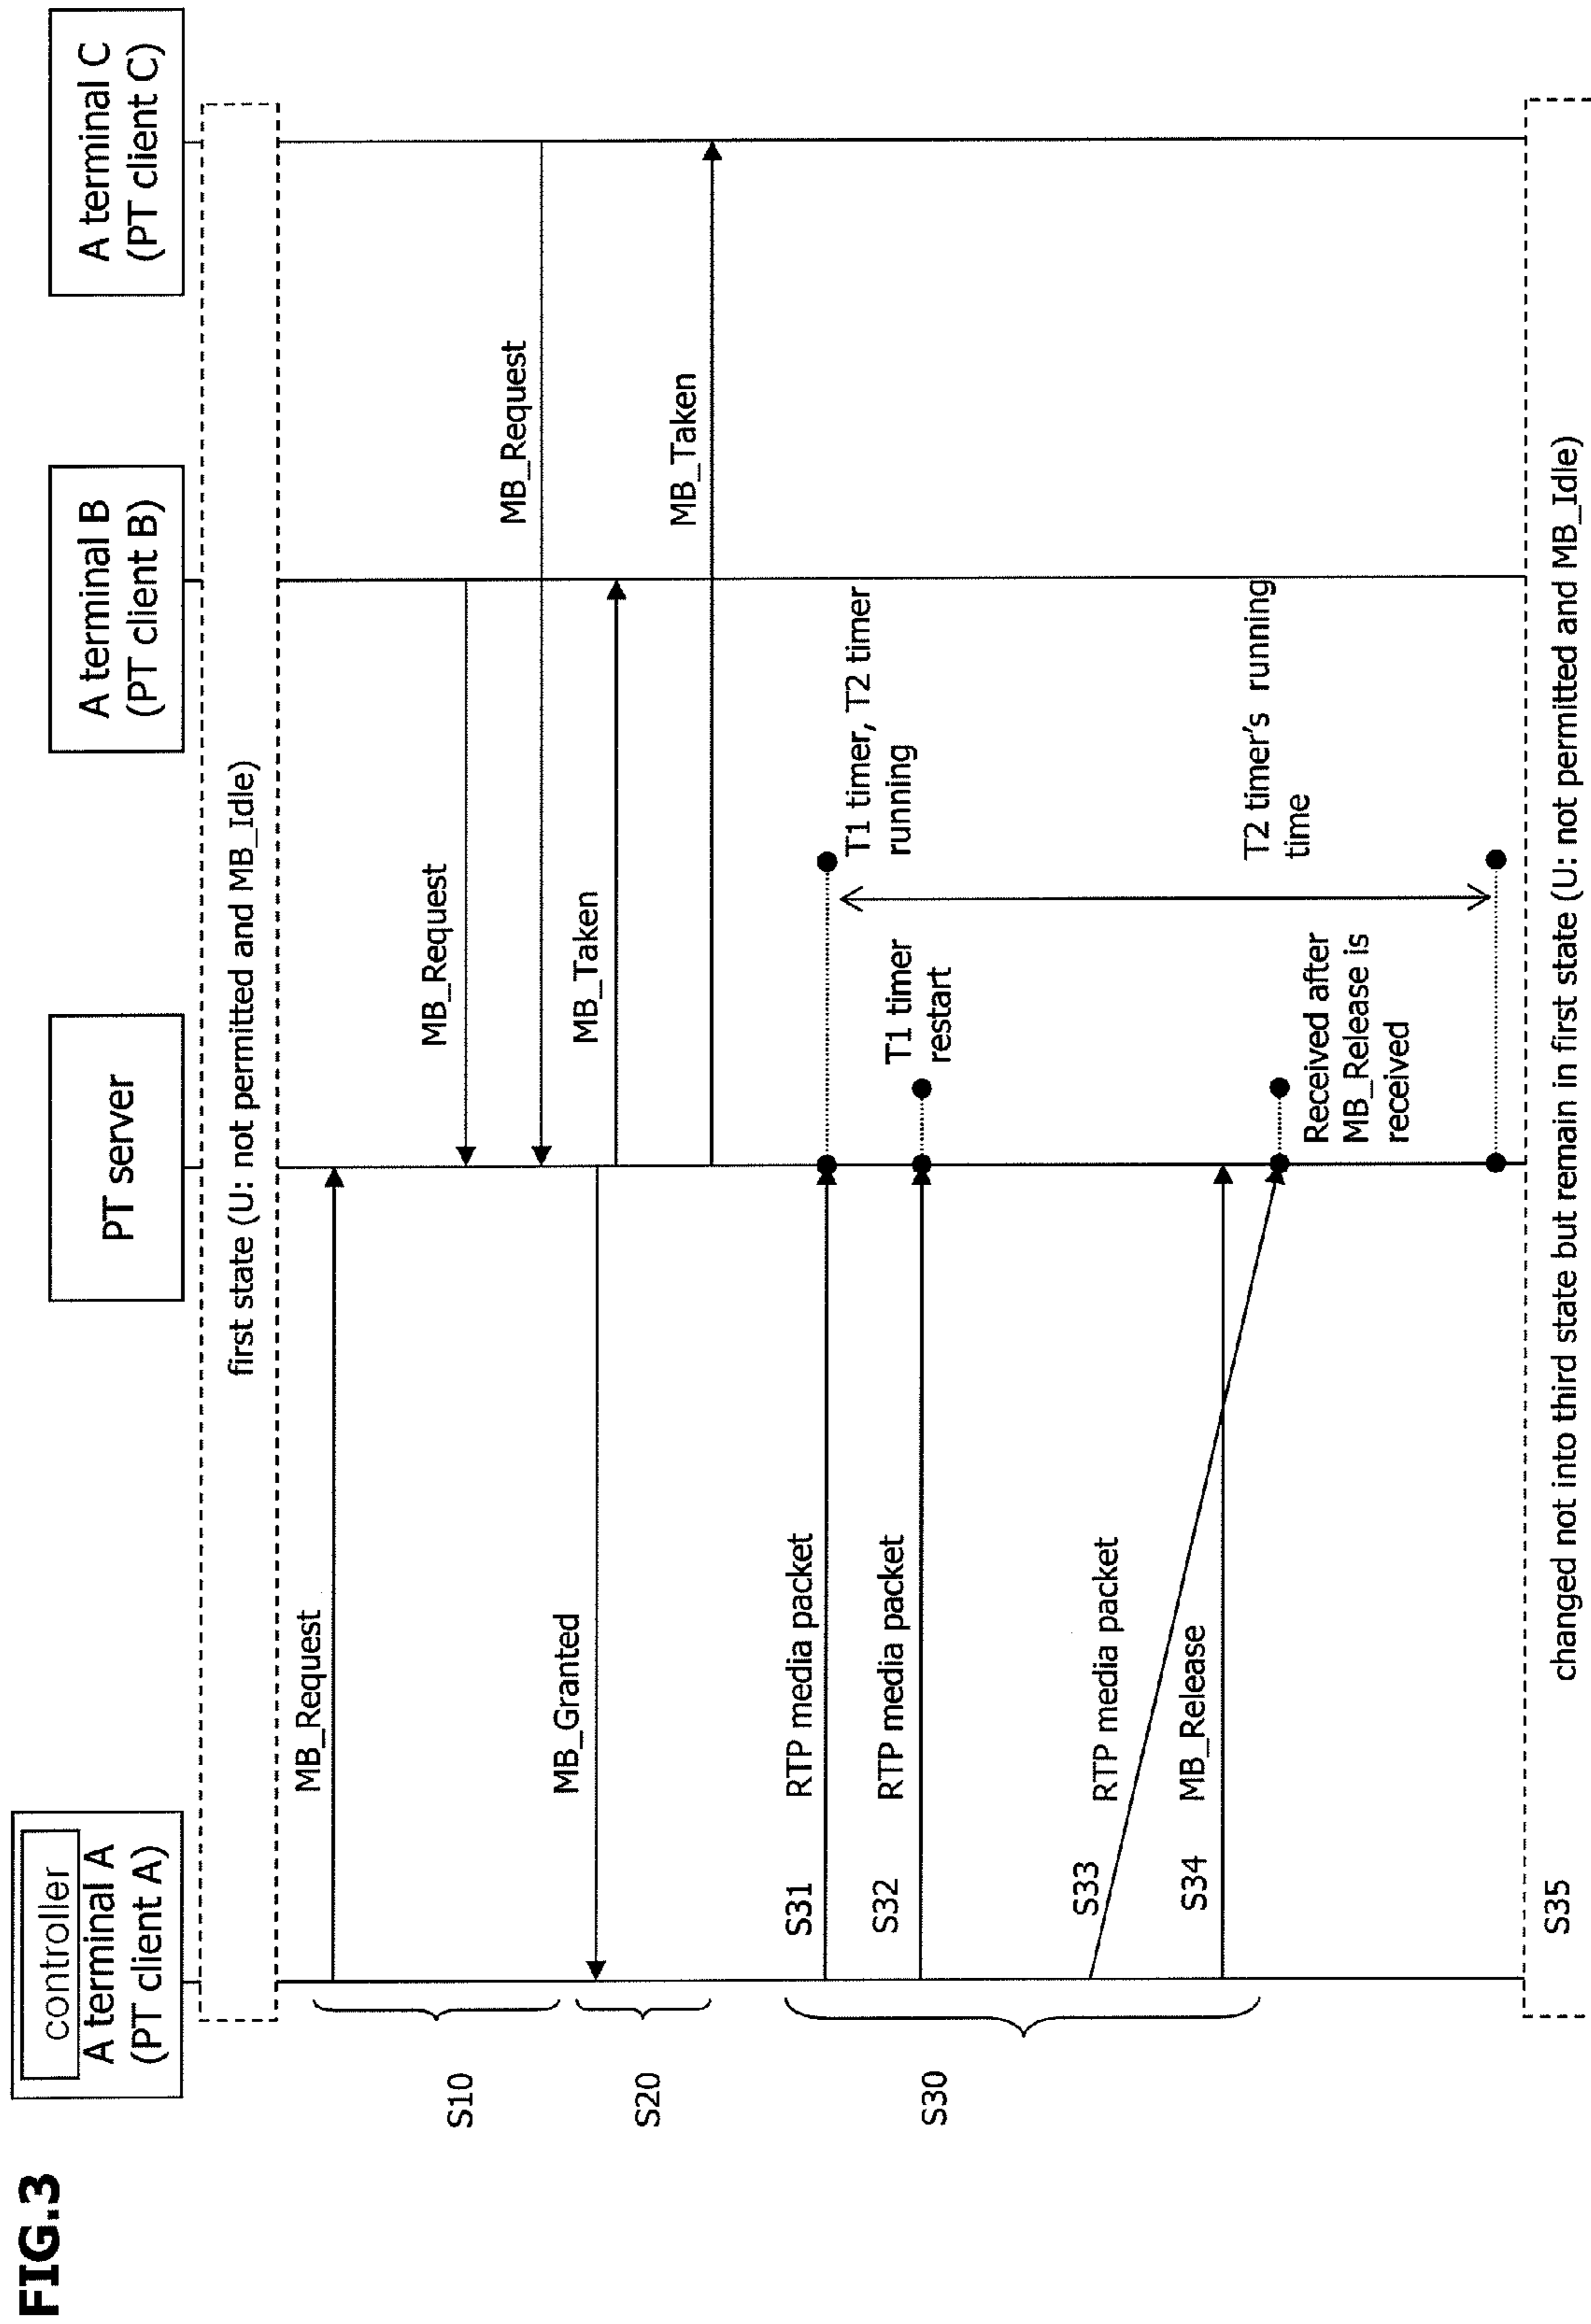 FIG.3
controller
A terminal A
(PT client A)
PT server
A terminal B
(PT client B)
A terminal C
(PT client C)
first state (U: not permitted and MB_Idle)
S10
MB_Request
MB_Request
MB_Request
S20
MB_Granted
MB_Taken
MB_Taken
S30
S31
RTP media packet
T1 timer, T2 timer
running
S32
RTP media packet
T1 timer
restart
S33
RTP media packet
S34
MB_Release
T2 timer's running
time
Received after
MB_Release is
received
S35
changed not into third state but remain in first state (U: not permitted and MB_Idle)